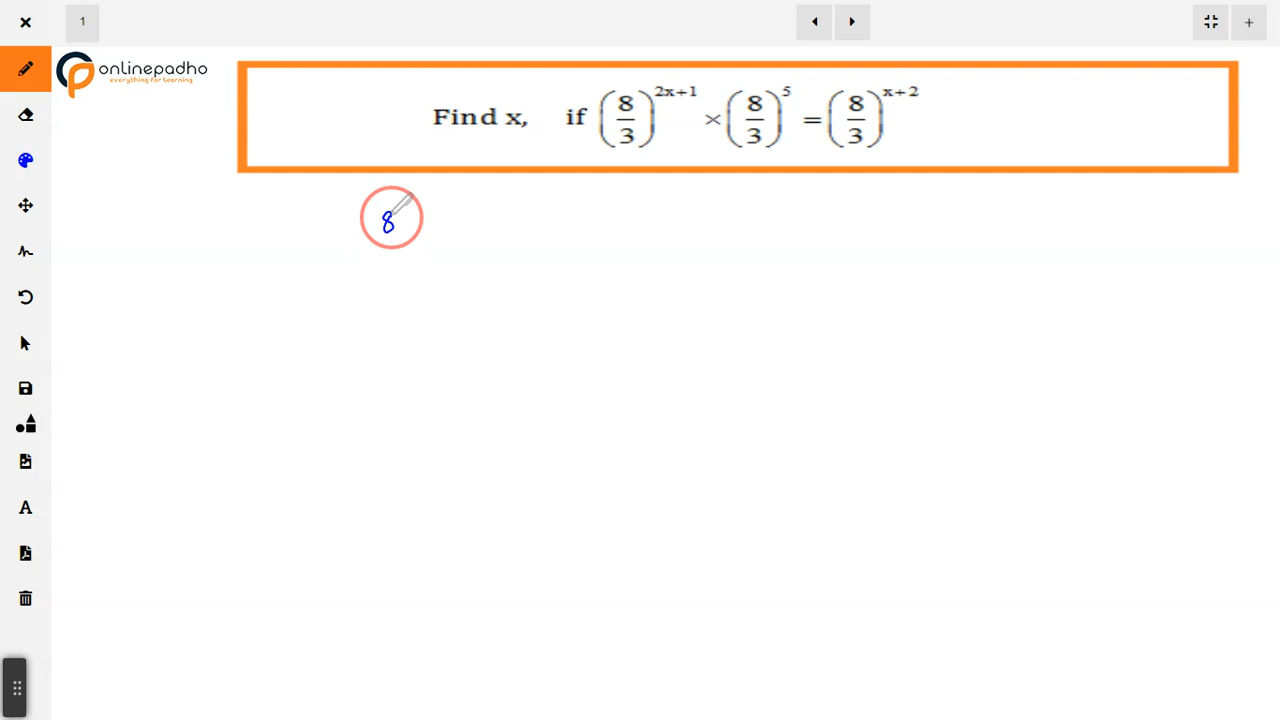 1
onlinepadho
everything for learning
Find x, if (8/3)^{2x+1} × (8/3)^5 = (8/3)^{x+2}
8
A